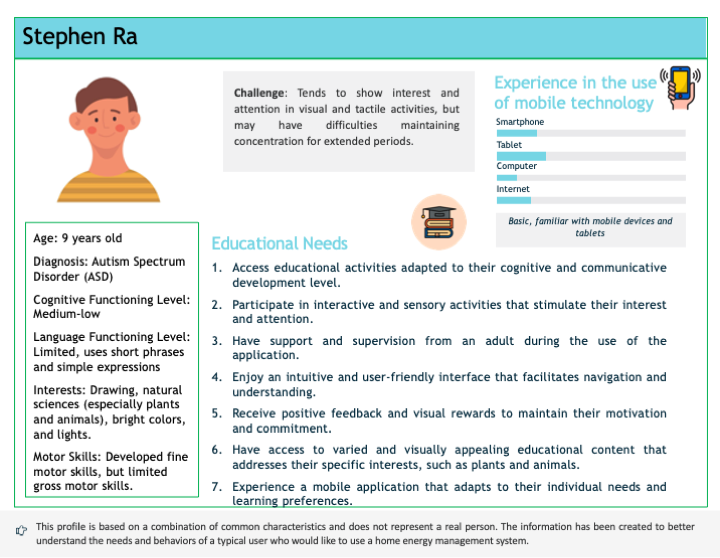 Stephen Ra
Challenge: Tends to show interest and
attention in visual and tactile activities, but
may have difficulties maintaining
concentration for extended periods.
Experience in the use
of mobile technology
Smartphone
Tablet
Computer
Internet
Basic, familiar with mobile devices and
tablets
Age: 9 years old
Diagnosis: Autism Spectrum
Disorder (ASD)
Cognitive Functioning Level:
Medium-low
Language Functioning Level:
Limited, uses short phrases
and simple expressions
Interests: Drawing, natural
sciences (especially plants
and animals), bright colors,
and lights.
Motor Skills: Developed fine
motor skills, but limited
gross motor skills.
Educational Needs
1. Access educational activities adapted to their cognitive and communicative
development level.
2. Participate in interactive and sensory activities that stimulate their interest
and attention.
3. Have support and supervision from an adult during the use of the
application.
4. Enjoy an intuitive and user-friendly interface that facilitates navigation and
understanding.
5. Receive positive feedback and visual rewards to maintain their motivation
and commitment.
6. Have access to varied and visually appealing educational content that
addresses their specific interests, such as plants and animals.
7. Experience a mobile application that adapts to their individual needs and
learning preferences.
This profile is based on a combination of common characteristics and does not represent a real person. The information has been created to better
understand the needs and behaviors of a typical user who would like to use a home energy management system.